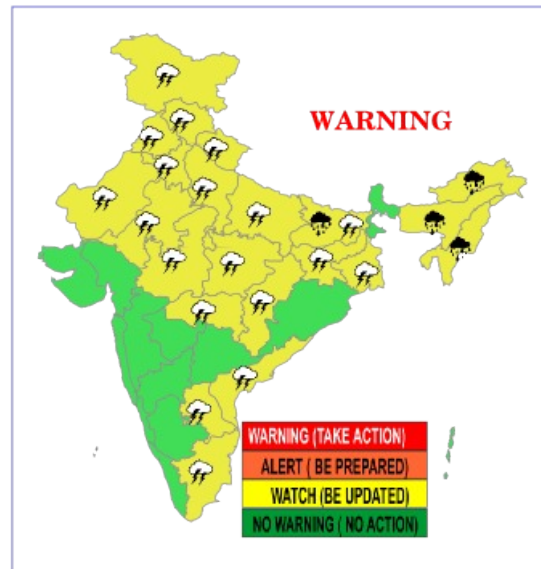 WARNING
WARNING (TAKE ACTION)
ALERT ( BE PREPARED)
WATCH (BE UPDATED)
NO WARNING ( NO ACTION)